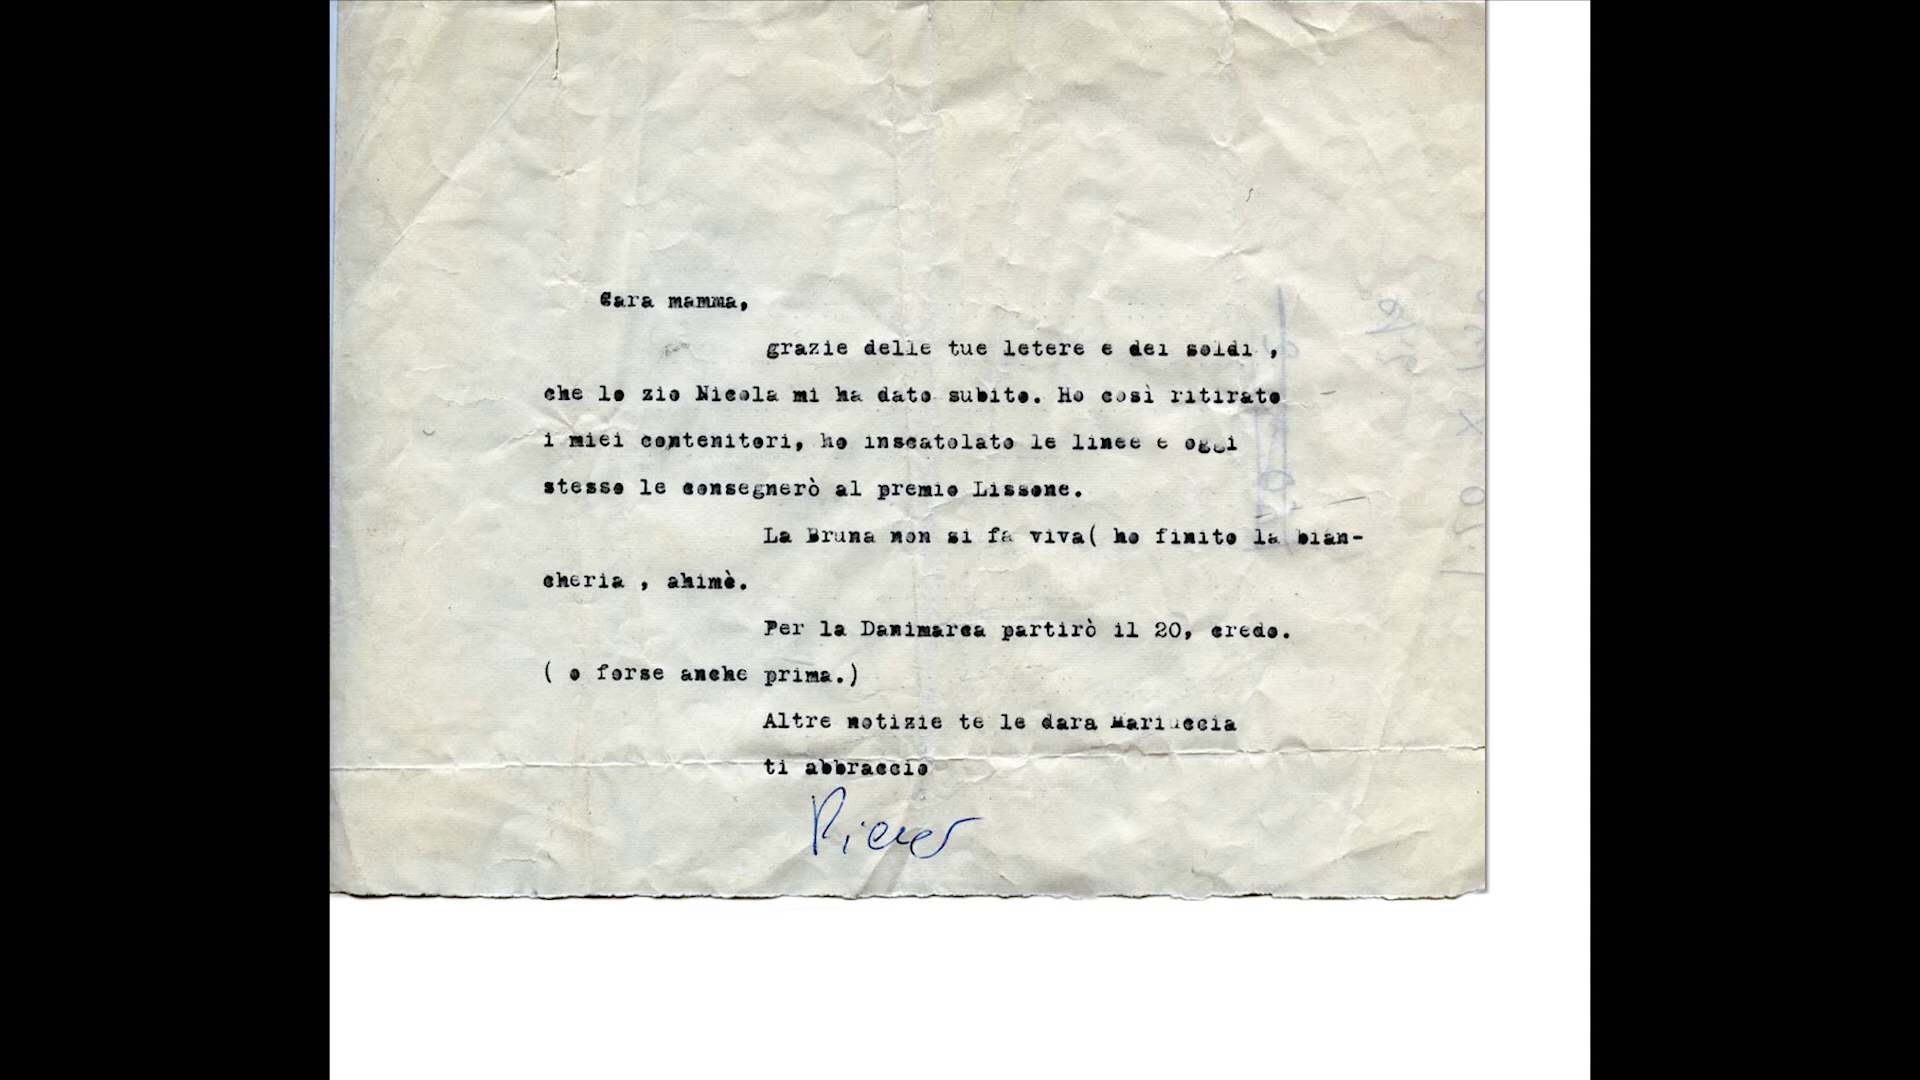 Cara mamma,
grazie delle tue letere e dei soldi ,
che lo zio Nicola mi ha dato subito. Ho così ritirato
i miei contenitori, ho inscatolato le linee e oggi
stesso le consegnerò al premio Lissone.
La Bruna non si fa viva( ho finito la bian-
cheria , ahimè.
Per la Danimarca partirò il 20, credo.
( o forse anche prima.)
Altre notizie te le dara Mariuccia
ti abbraccio
Piero